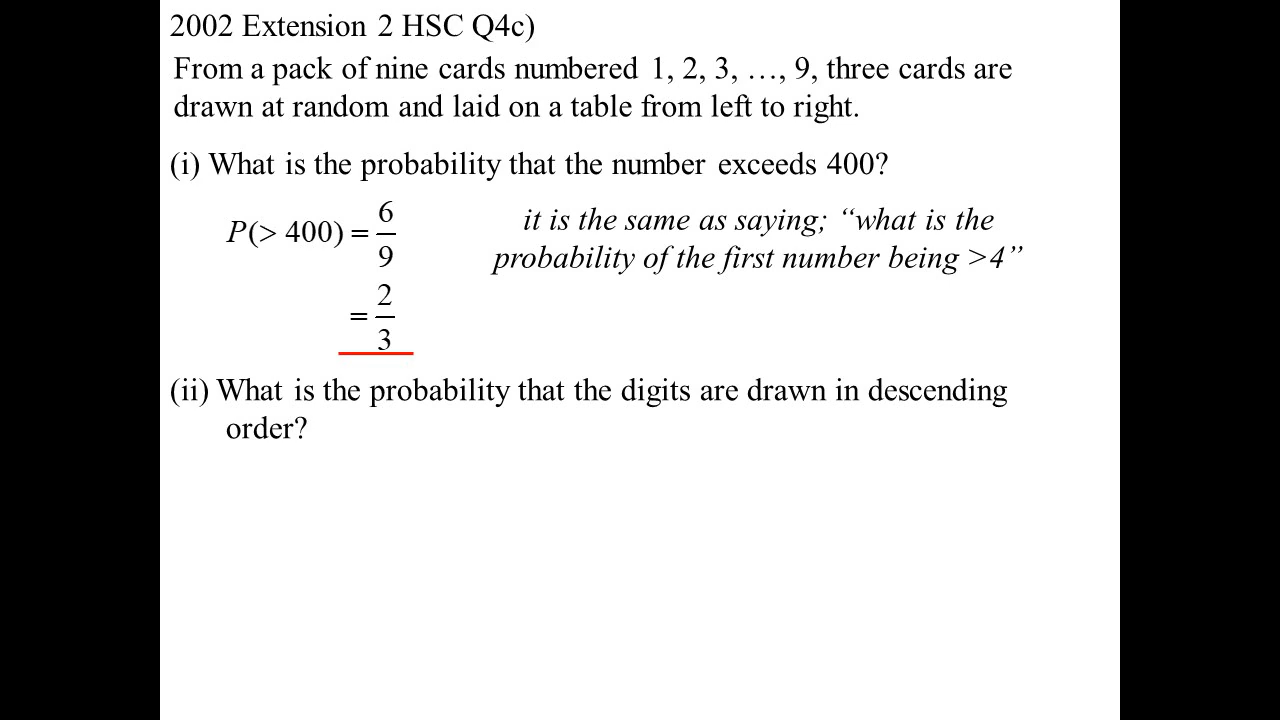 2002 Extension 2 HSC Q4c)
From a pack of nine cards numbered 1, 2, 3, …, 9, three cards are
drawn at random and laid on a table from left to right.
(i) What is the probability that the number exceeds 400?
P(> 400) = 6/9
= 2/3
it is the same as saying; “what is the
probability of the first number being >4”
(ii) What is the probability that the digits are drawn in descending
order?